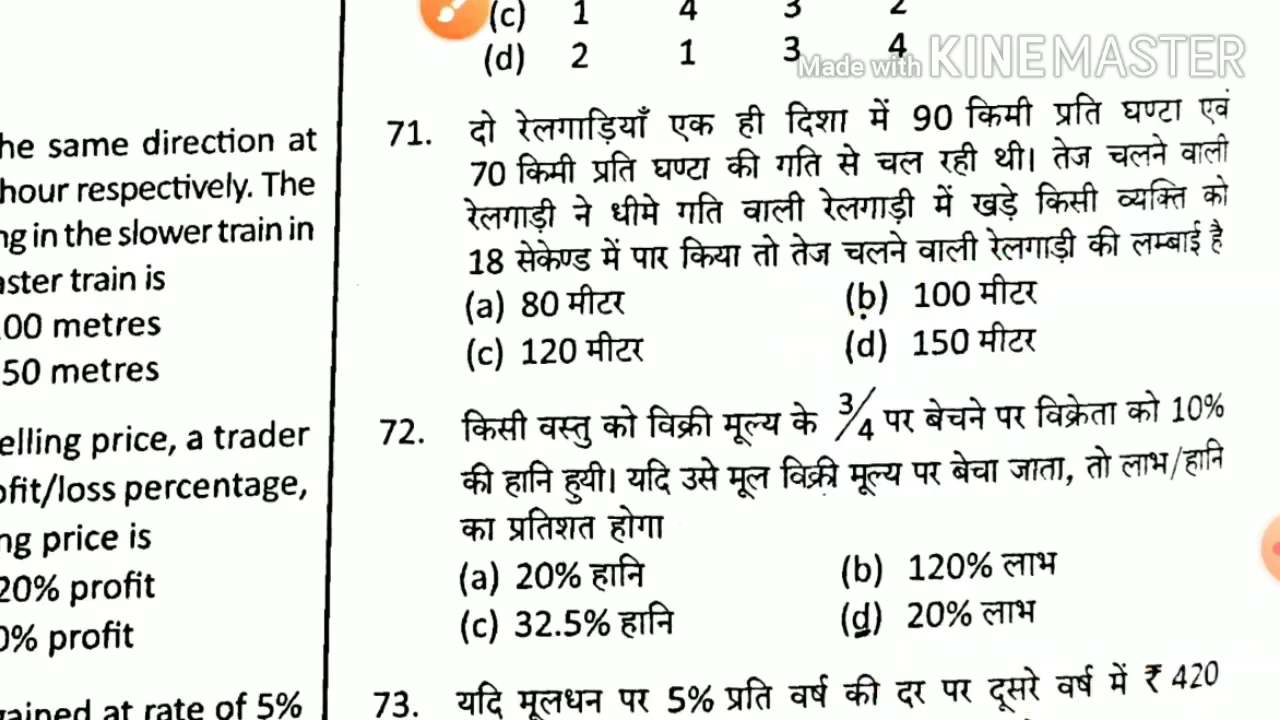 (c) 1 4 3 2
(d) 2 1 3 4
Made with KINEMASTER
he same direction at
hour respectively. The
ng in the slower train in
aster train is
00 metres
50 metres
elling price, a trader
ofit/loss percentage,
ng price is
20% profit
0% profit
gained at rate of 5%
71. दो रेलगाड़ियाँ एक ही दिशा में 90 किमी प्रति घण्टा एवं
70 किमी प्रति घण्टा की गति से चल रही थी। तेज चलने वाली
रेलगाड़ी ने धीमे गति वाली रेलगाड़ी में खड़े किसी व्यक्ति को
18 सेकेण्ड में पार किया तो तेज चलने वाली रेलगाड़ी की लम्बाई है
(a) 80 मीटर (b) 100 मीटर
(c) 120 मीटर (d) 150 मीटर
72. किसी वस्तु को विक्री मूल्य के 3/4 पर बेचने पर विक्रेता को 10%
की हानि हुयी। यदि उसे मूल विक्री मूल्य पर बेचा जाता, तो लाभ/हानि
का प्रतिशत होगा
(a) 20% हानि (b) 120% लाभ
(c) 32.5% हानि (d) 20% लाभ
73. यदि मूलधन पर 5% प्रति वर्ष की दर पर दूसरे वर्ष में ₹ 420